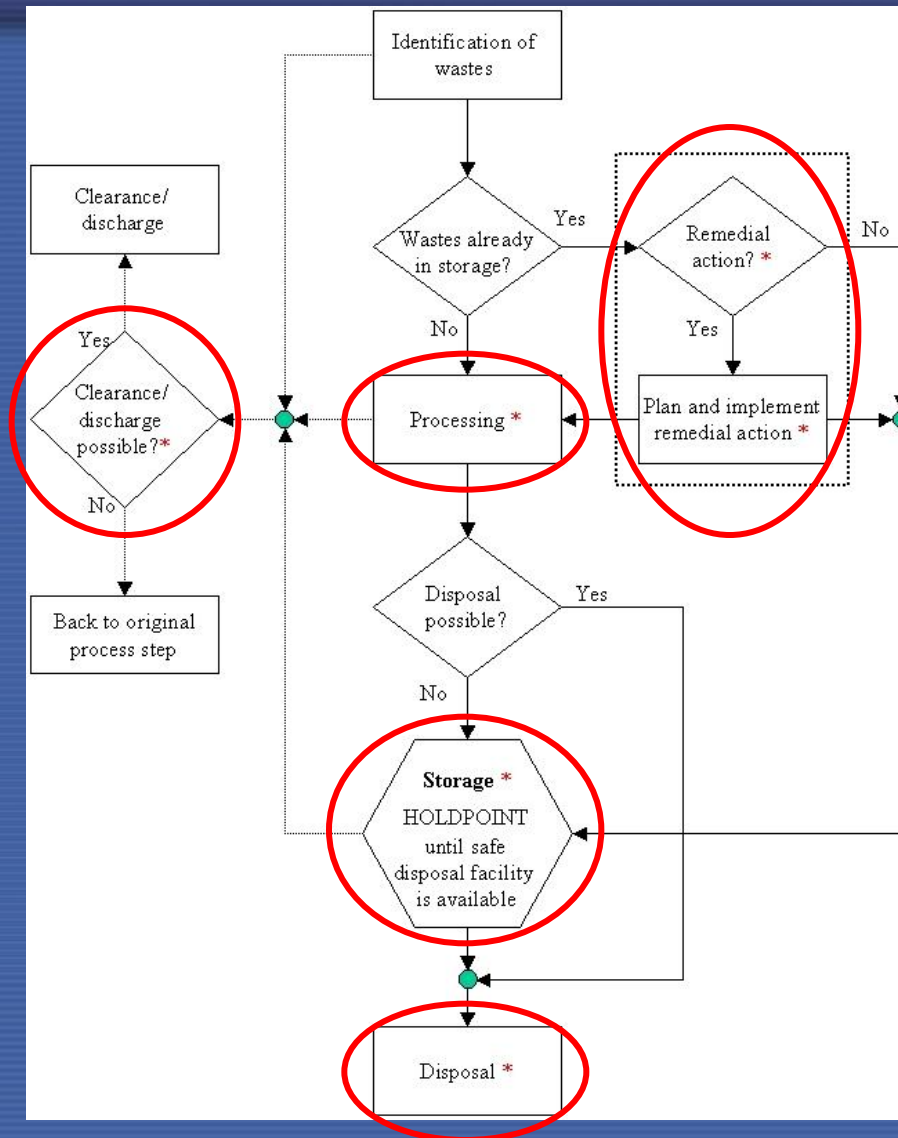 Identification of
wastes
Clearance/
discharge
Wastes already
in storage?
Yes
Remedial
action? *
No
Yes
No
Yes
Clearance/
discharge
possible?*
Processing *
Plan and implement
remedial action *
No
Back to original
process step
Disposal
possible?
Yes
No
Storage *
HOLDPOINT
until safe
disposal facility
is available
Disposal *